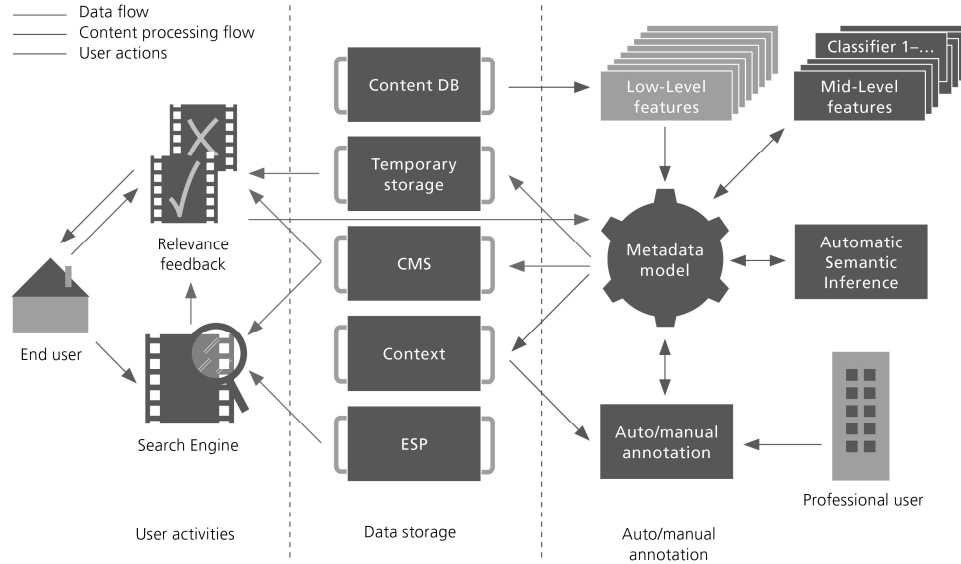 Data flow
Content processing flow
User actions
Content DB
Low-Level
features
Classifier 1–...
Mid-Level
features
Temporary
storage
Relevance
feedback
CMS
Metadata
model
Automatic
Semantic
Inference
End user
Context
Search Engine
ESP
Auto/manual
annotation
Professional user
User activities
Data storage
Auto/manual
annotation